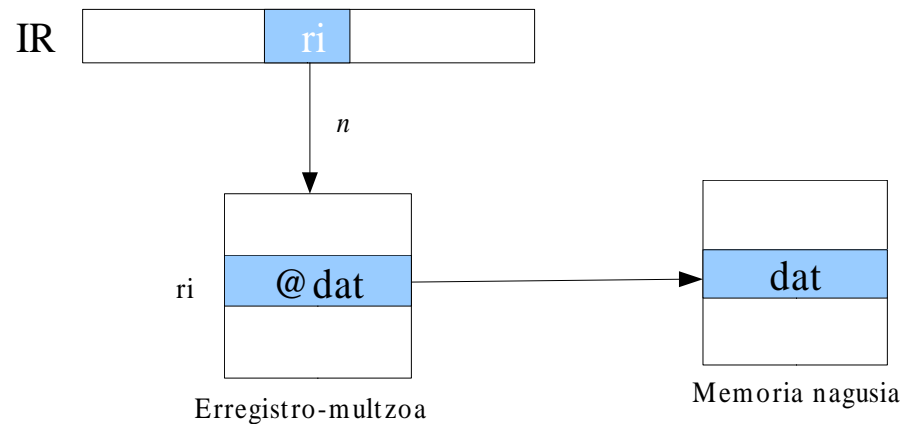 IR
ri
n
ri
@dat
dat
Erregistro-multzoa
Memoria nagusia